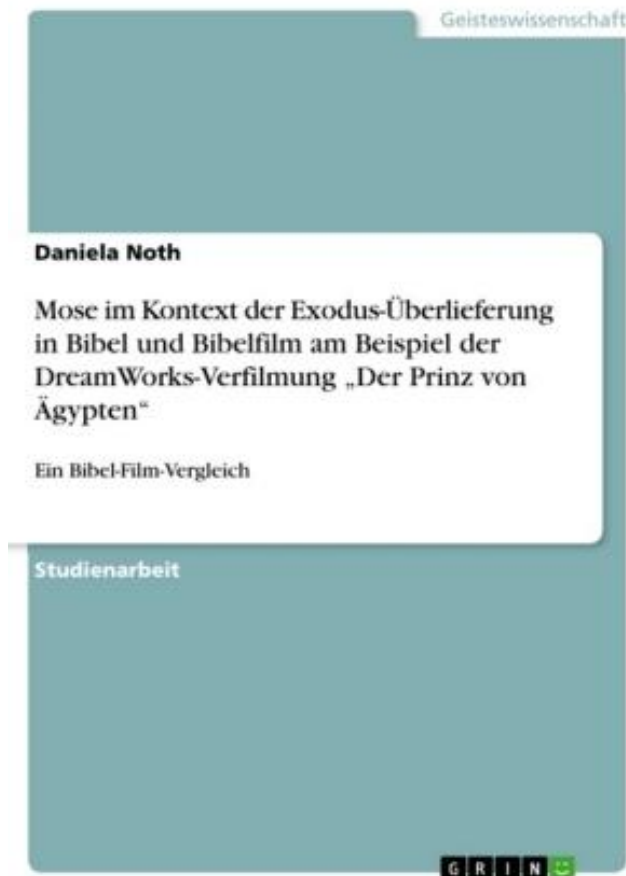 Geisteswissenschaft
Daniela Noth
Mose im Kontext der Exodus-Überlieferung
in Bibel und Bibelfilm am Beispiel der
DreamWorks-Verfilmung „Der Prinz von
Ägypten“
Ein Bibel-Film-Vergleich
Studienarbeit
GRIN